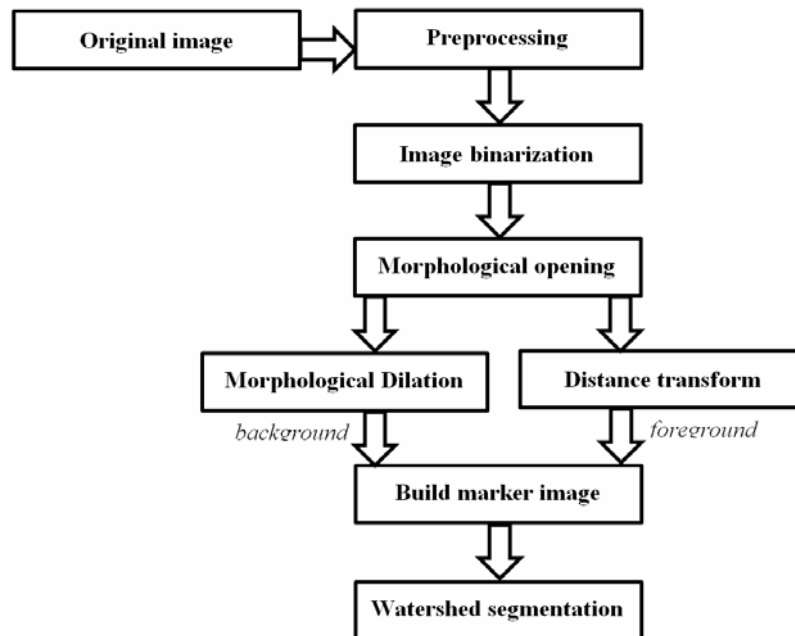 Original image
Preprocessing
Image binarization
Morphological opening
Morphological Dilation
Distance transform
background
foreground
Build marker image
Watershed segmentation